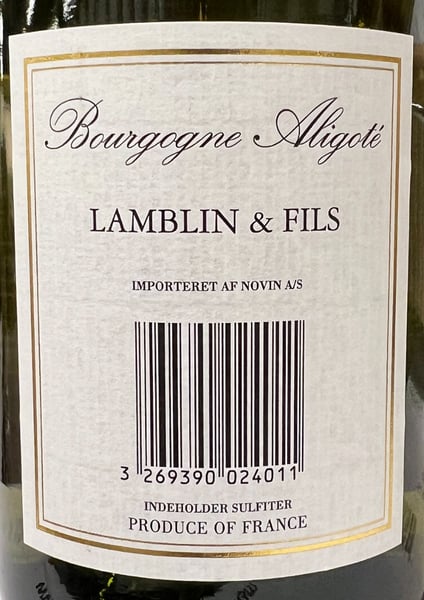 Bourgogne Aligoté
LAMBLIN & FILS
IMPORTERET AF NOVIN A/S
3 269390 024011
INDEHOLDER SULFITER
PRODUCE OF FRANCE